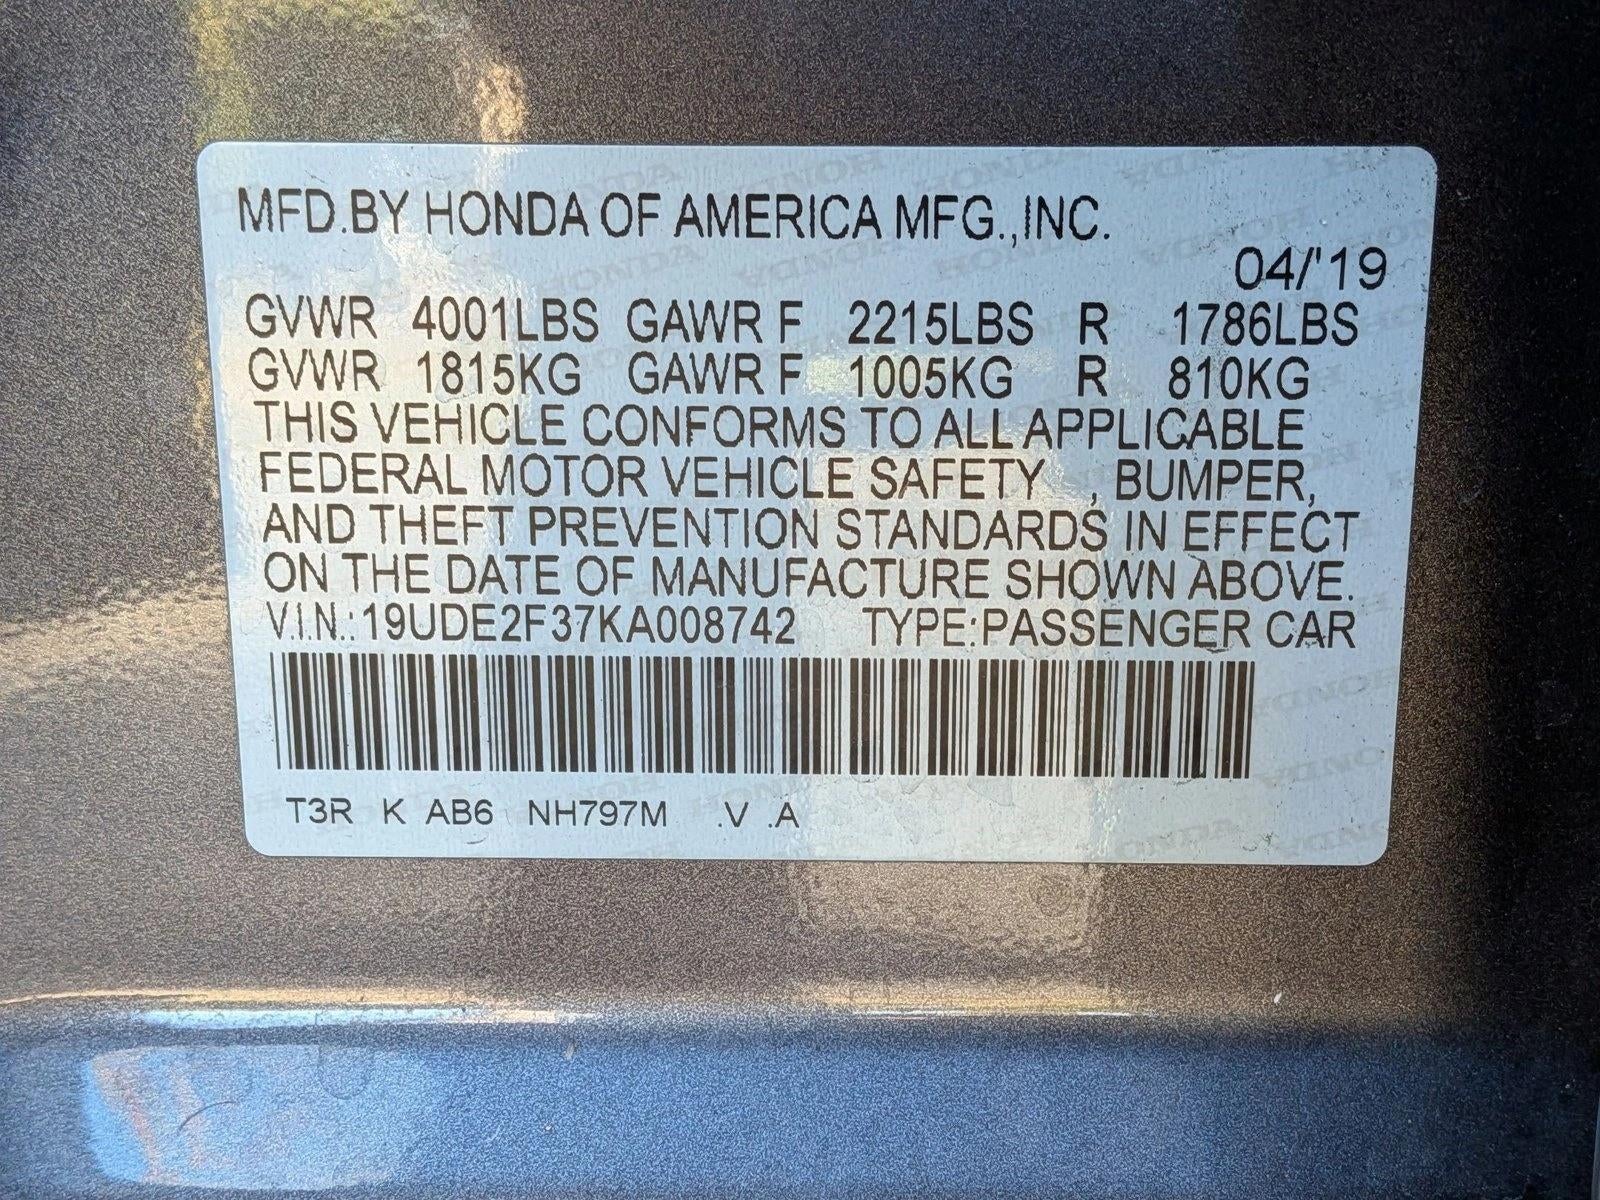 MFD.BY HONDA OF AMERICA MFG.,INC.
04/'19
GVWR 4001LBS GAWR F 2215LBS R 1786LBS
GVWR 1815KG GAWR F 1005KG R 810KG
THIS VEHICLE CONFORMS TO ALL APPLICABLE
FEDERAL MOTOR VEHICLE SAFETY , BUMPER,
AND THEFT PREVENTION STANDARDS IN EFFECT
ON THE DATE OF MANUFACTURE SHOWN ABOVE.
V.I.N.:19UDE2F37KA008742 TYPE:PASSENGER CAR
T3R K AB6 NH797M .V .A